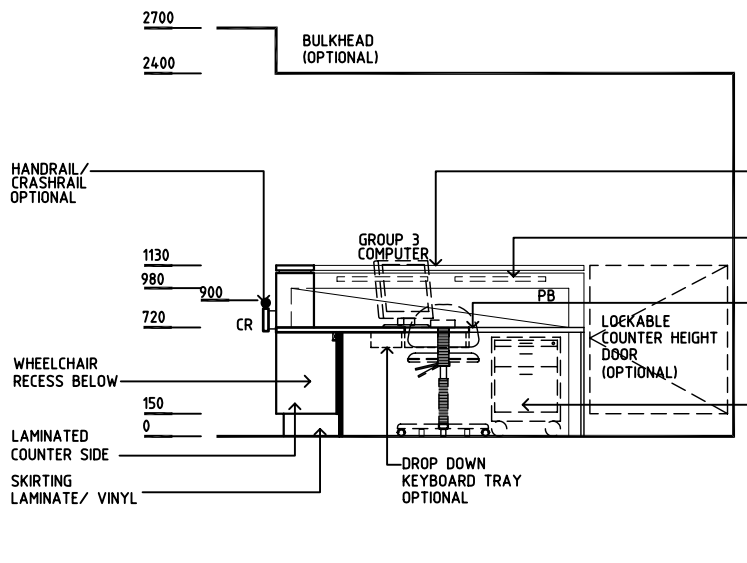 2700
BULKHEAD
(OPTIONAL)
2400
HANDRAIL/
CRASHRAIL
OPTIONAL
GROUP 3
COMPUTER
1130
980
900
PB
720
CR
LOCKABLE
COUNTER HEIGHT
DOOR
(OPTIONAL)
WHEELCHAIR
RECESS BELOW
150
0
LAMINATED
COUNTER SIDE
DROP DOWN
KEYBOARD TRAY
OPTIONAL
SKIRTING
LAMINATE/ VINYL